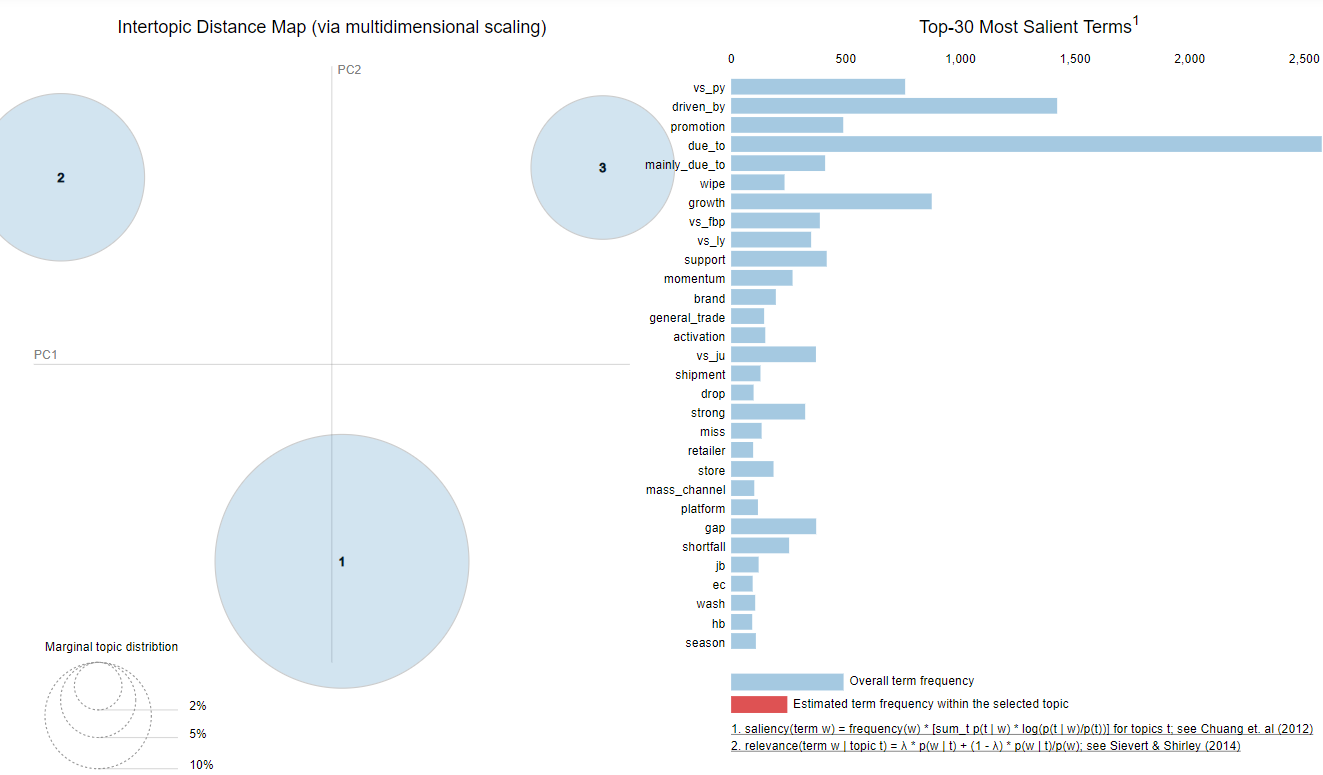 Intertopic Distance Map (via multidimensional scaling)
PC2
2
3
PC1
1
Marginal topic distribtion
2%
5%
10%
Top-30 Most Salient Terms1
0 500 1,000 1,500 2,000 2,500
vs_py
driven_by
promotion
due_to
mainly_due_to
wipe
growth
vs_fbp
vs_ly
support
momentum
brand
general_trade
activation
vs_ju
shipment
drop
strong
miss
retailer
store
mass_channel
platform
gap
shortfall
jb
ec
wash
hb
season
Overall term frequency
Estimated term frequency within the selected topic
1. saliency(term w) = frequency(w) * [sum_t p(t | w) * log(p(t | w)/p(t))] for topics t; see Chuang et. al (2012)
2. relevance(term w | topic t) = λ * p(w | t) + (1 - λ) * p(w | t)/p(w); see Sievert & Shirley (2014)